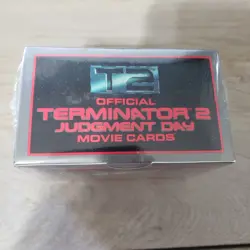 T2
OFFICIAL
TERMINATOR 2
JUDGMENT DAY
MOVIE CARDS